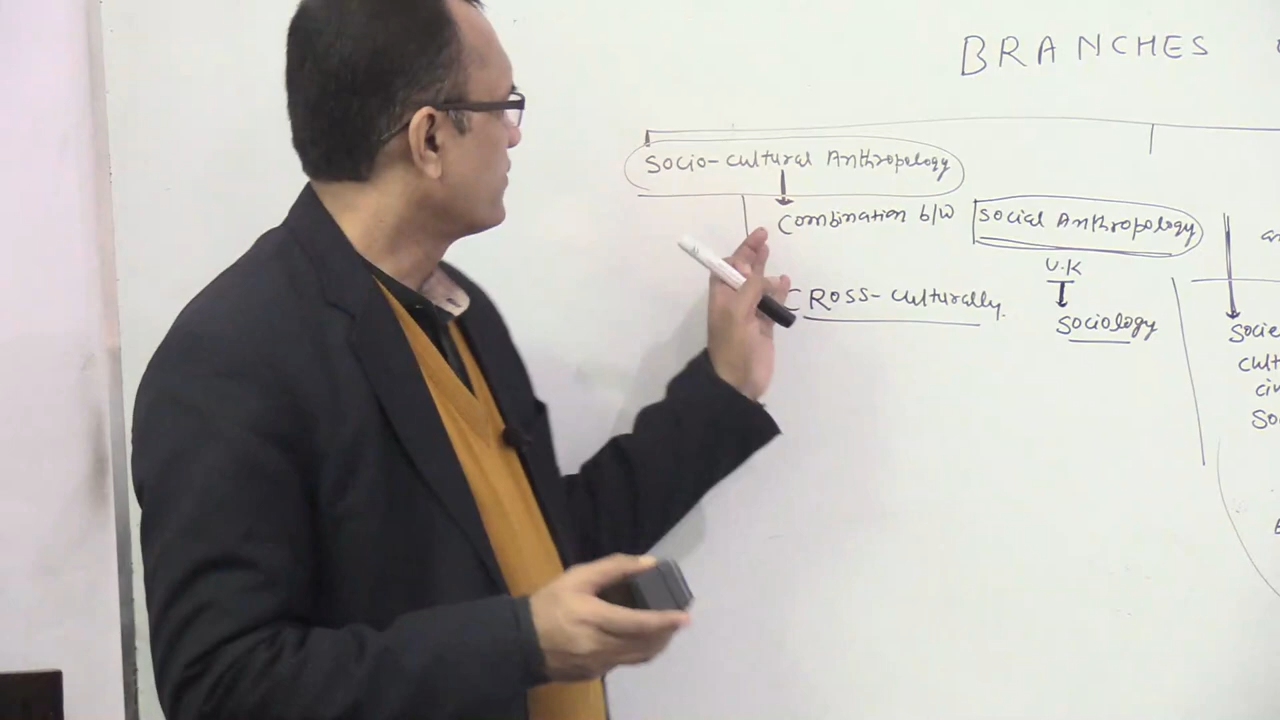 BRANCHES
Socio-cultural Anthropology
Combination b/w Social Anthropology
U.K
CROSS-culturally.
Sociology